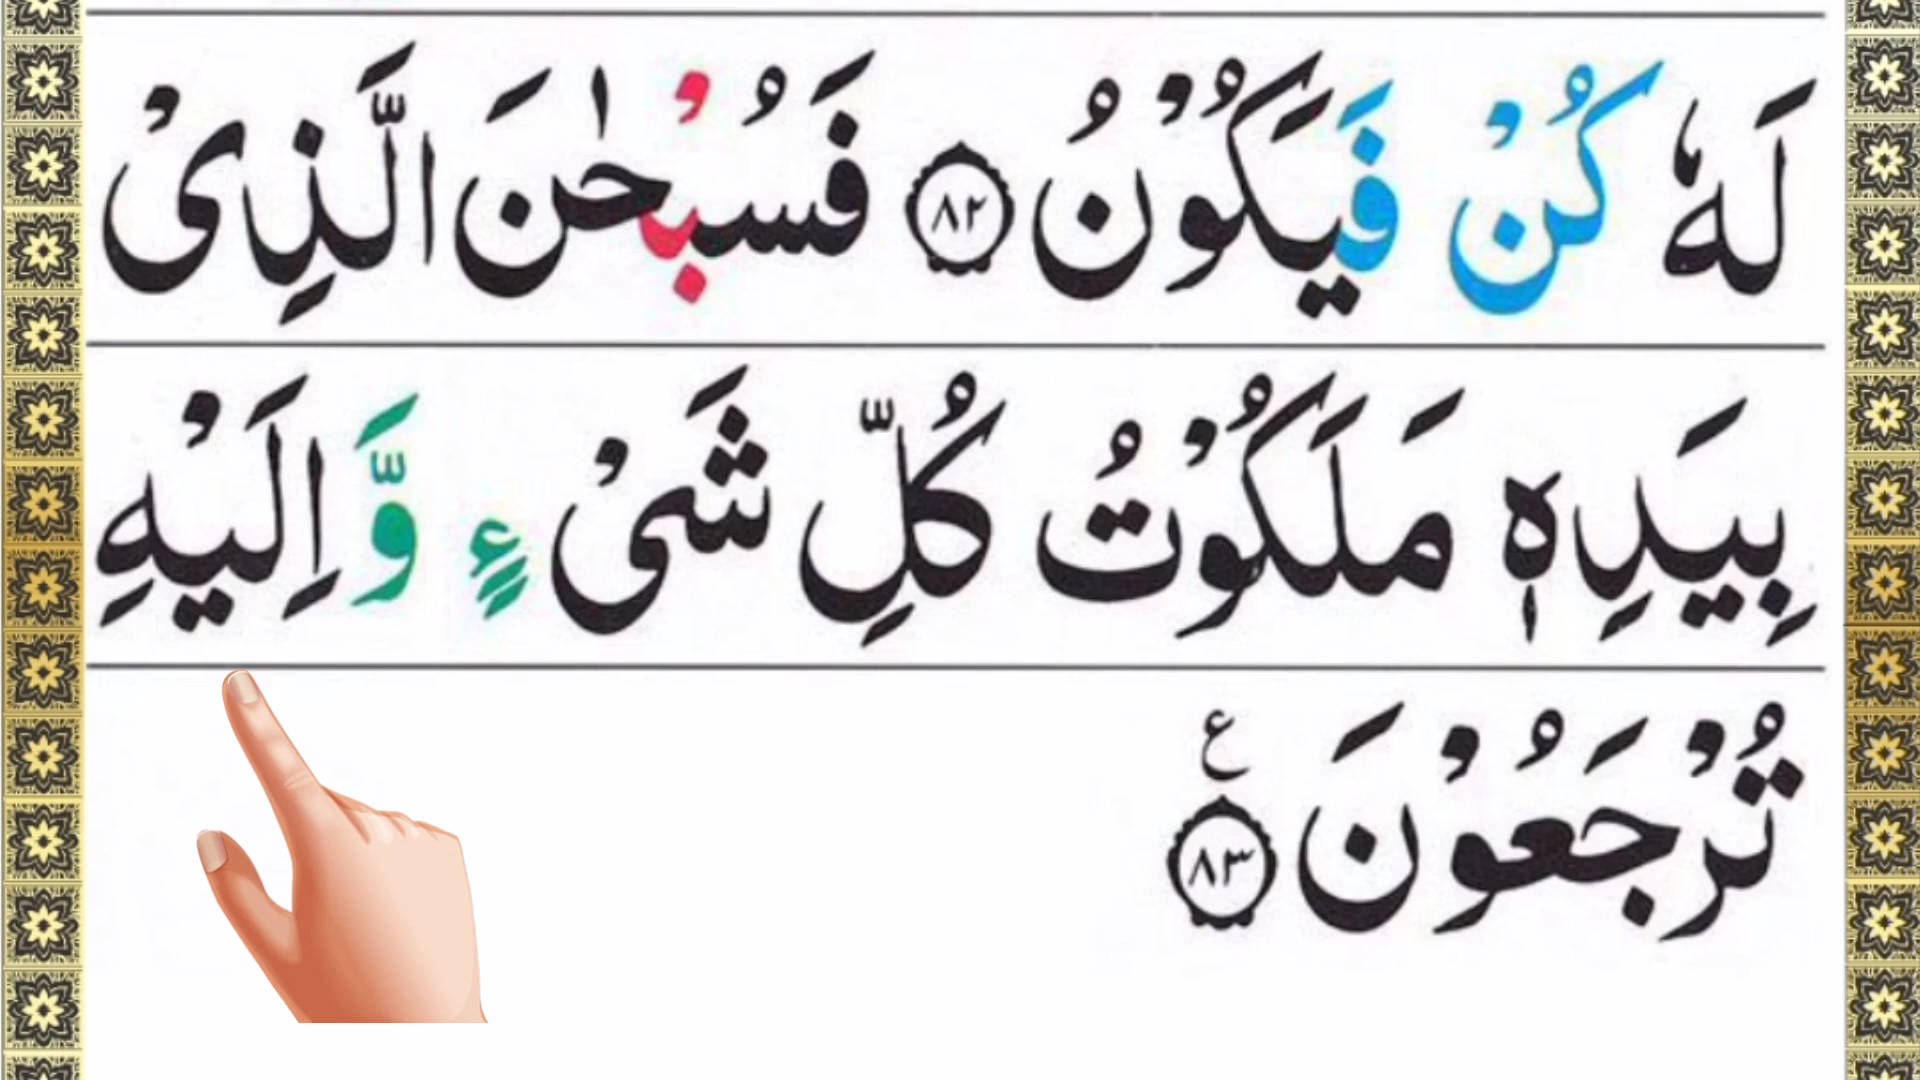 لَهٗ كُنْ فَيَكُوْنُ ۝٨٢ فَسُبْحٰنَ الَّذِیْ
بِيَدِهٖ مَلَكُوْتُ كُلِّ شَیْءٍ وَّ اِلَيْهِ
تُرْجَعُوْنَ ۝٨٣ ع